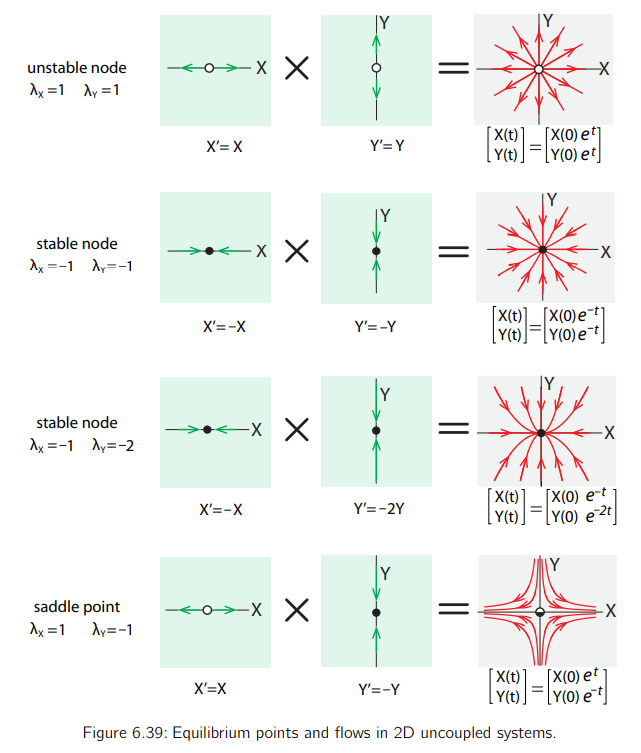 Y Y
unstable node X × = X
λX =1 λY =1
X'= X Y'= Y [X(t)] = [X(0) e^t]
[Y(t)] [Y(0) e^t]
Y Y
stable node X × = X
λX =−1 λY=−1
X'=−X Y'=−Y [X(t)] = [X(0) e^−t]
[Y(t)] [Y(0) e^−t]
Y Y
stable node X × = X
λX =−1 λY=−2
X'=−X Y'=−2Y [X(t)] = [X(0) e^−t]
[Y(t)] [Y(0) e^−2t]
Y Y
saddle point X × = X
λX =1 λY=−1
X'=X Y'=−Y [X(t)] = [X(0) e^t]
[Y(t)] [Y(0) e^−t]
Figure 6.39: Equilibrium points and flows in 2D uncoupled systems.